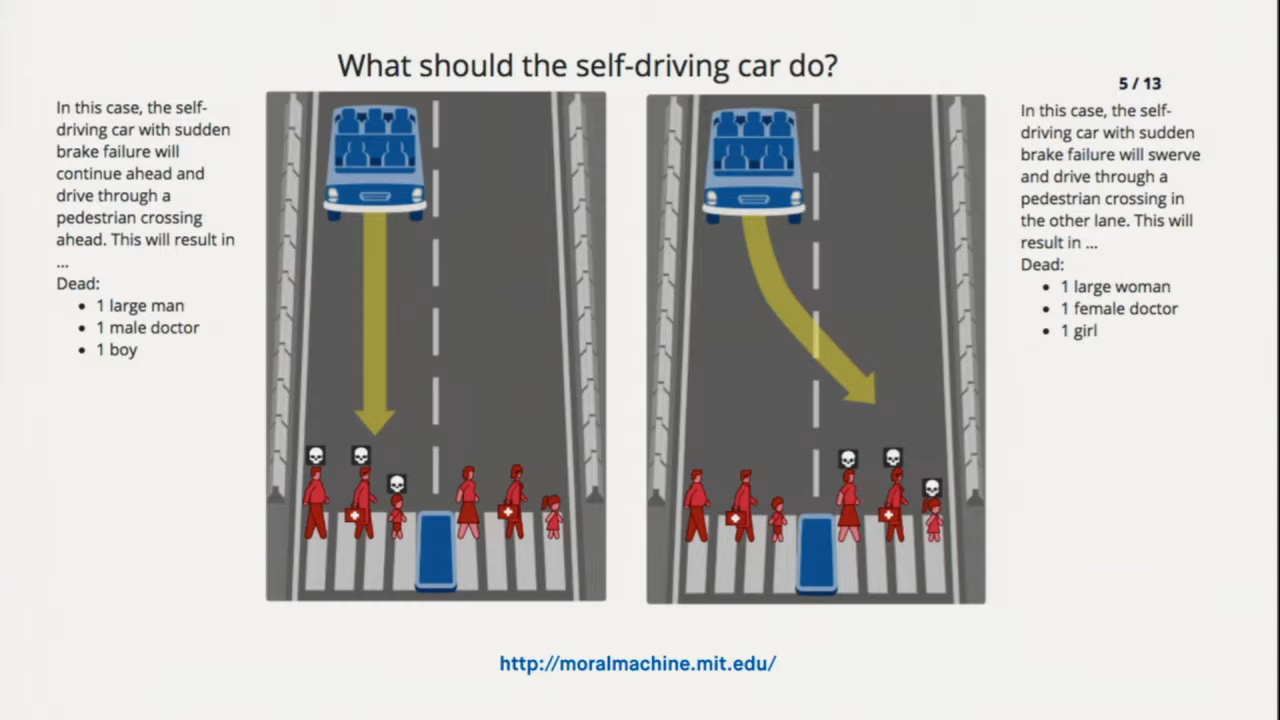 What should the self-driving car do?
5 / 13
In this case, the self-
driving car with sudden
brake failure will
continue ahead and
drive through a
pedestrian crossing
ahead. This will result in
...
Dead:
• 1 large man
• 1 male doctor
• 1 boy
In this case, the self-
driving car with sudden
brake failure will swerve
and drive through a
pedestrian crossing in
the other lane. This will
result in ...
Dead:
• 1 large woman
• 1 female doctor
• 1 girl
http://moralmachine.mit.edu/